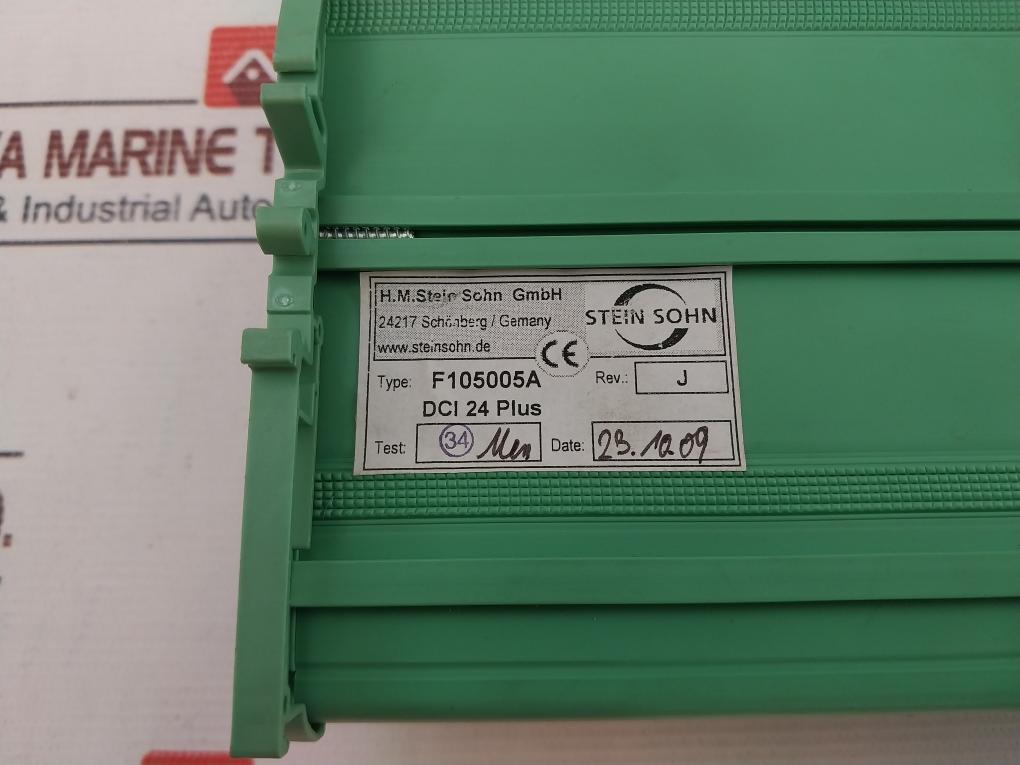 A MARINE T
& Industrial Auto
H.M.Stein Sohn GmbH
24217 Schönberg / Gemany
www.steinsohn.de
STEIN SOHN
CE
Type: F105005A
Rev.: J
DCI 24 Plus
Test: 34
Date: 23.10.09